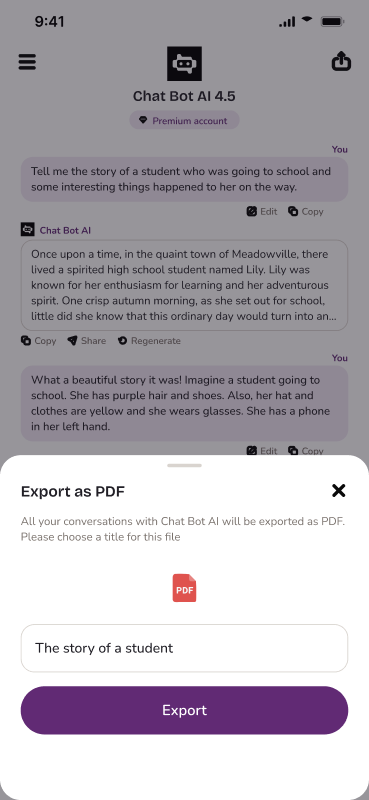 9:41
Chat Bot AI 4.5
Premium account
You
Tell me the story of a student who was going to school and
some interesting things happened to her on the way.
Edit Copy
Chat Bot AI
Once upon a time, in the quaint town of Meadowville, there
lived a spirited high school student named Lily. Lily was
known for her enthusiasm for learning and her adventurous
spirit. One crisp autumn morning, as she set out for school,
little did she know that this ordinary day would turn into an...
Copy Share Regenerate
You
What a beautiful story it was! Imagine a student going to
school. She has purple hair and shoes. Also, her hat and
clothes are yellow and she wears glasses. She has a phone
in her left hand.
Edit Copy
Export as PDF
All your conversations with Chat Bot AI will be exported as PDF.
Please choose a title for this file
PDF
The story of a student
Export